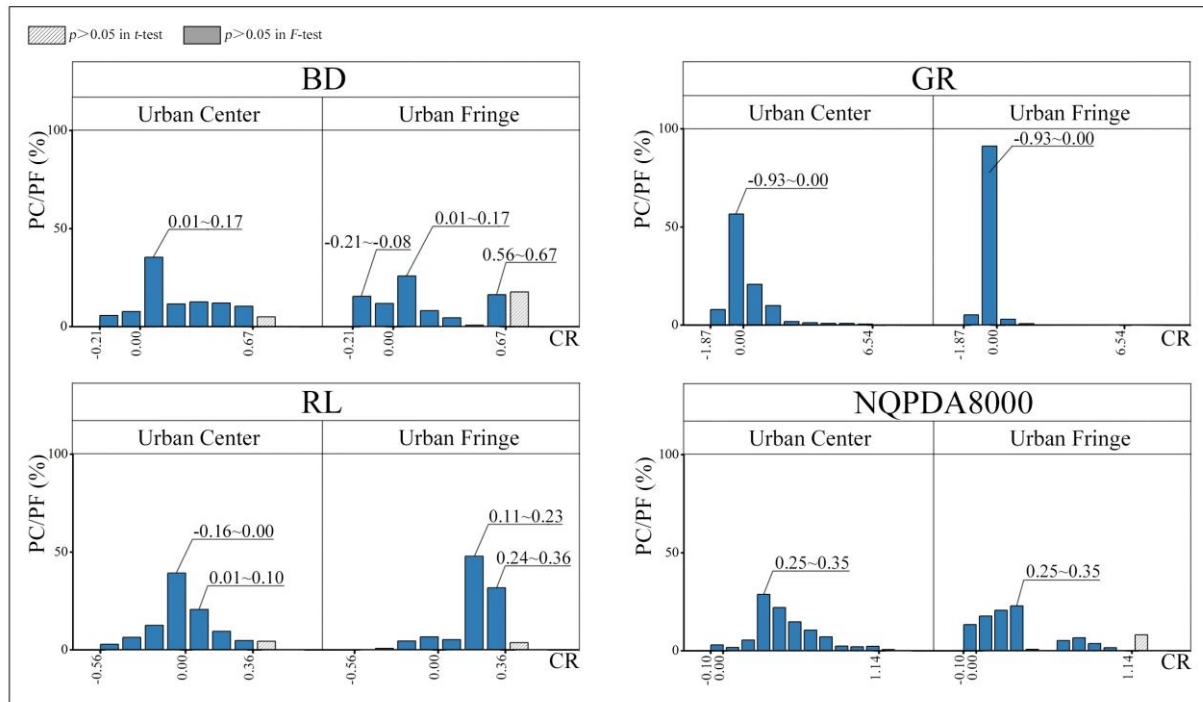 p>0.05 in t-test p>0.05 in F-test
BD
Urban Center Urban Fringe
PC/PF (%)
100
50
0
0.01~0.17
-0.21~-0.08
0.01~0.17
0.56~0.67
-0.21 0.00 0.67 -0.21 0.00 0.67 CR
GR
Urban Center Urban Fringe
PC/PF (%)
100
50
0
-0.93~0.00
-0.93~0.00
-1.87 0.00 6.54 -1.87 0.00 6.54 CR
RL
Urban Center Urban Fringe
PC/PF (%)
100
50
0
-0.16~0.00
0.01~0.10
0.11~0.23
0.24~0.36
-0.56 0.00 0.36 -0.56 0.00 0.36 CR
NQPDA8000
Urban Center Urban Fringe
PC/PF (%)
100
50
0
0.25~0.35
0.25~0.35
-0.10 0.00 1.14 -0.10 0.00 1.14 CR